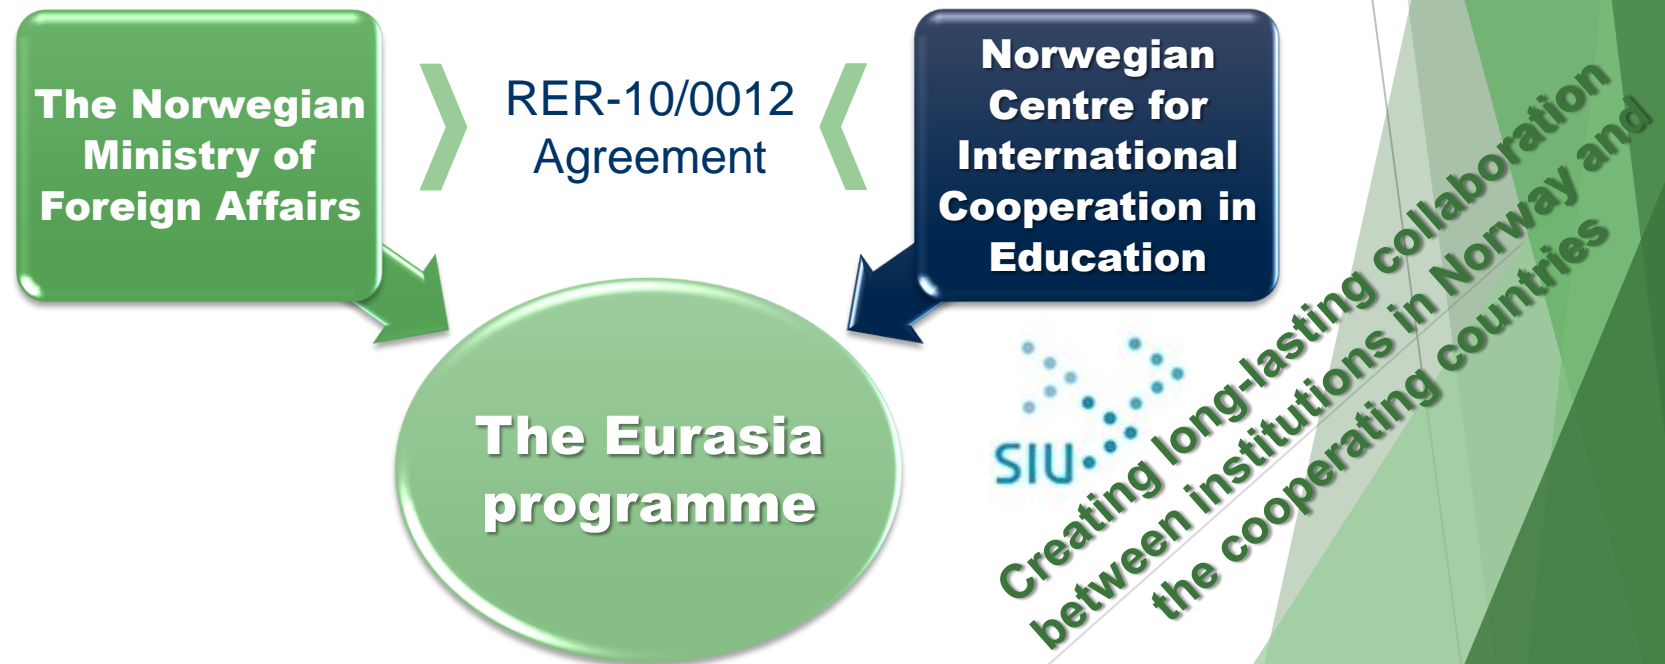 The Norwegian
Ministry of
Foreign Affairs
RER-10/0012
Agreement
Norwegian
Centre for
International
Cooperation in
Education
The Eurasia
programme
SIU
Creating long-lasting collaboration
between institutions in Norway and
the cooperating countries